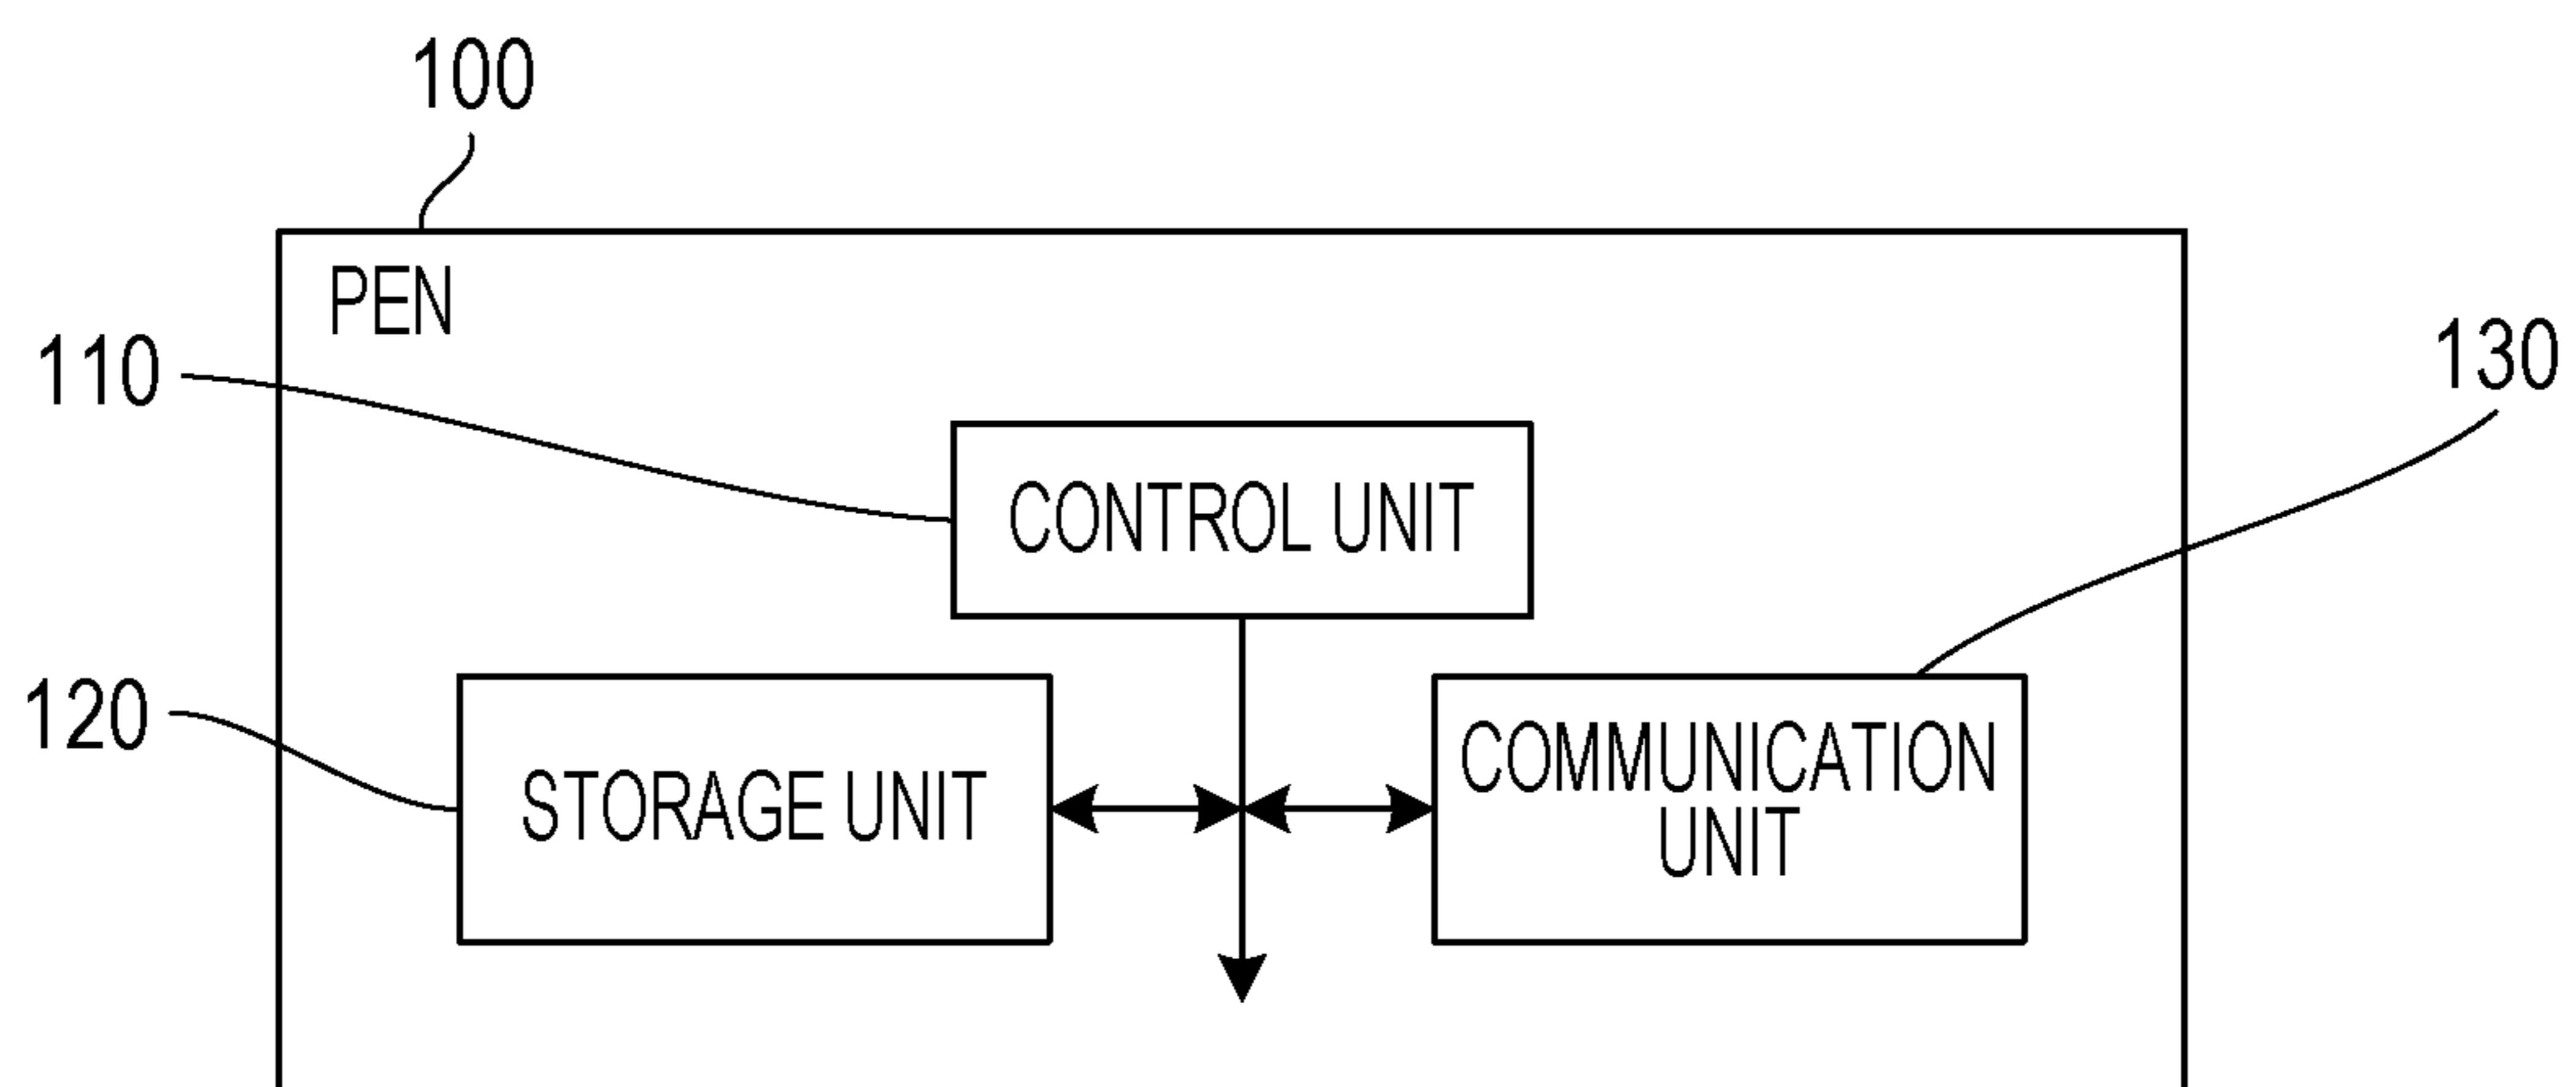 100
PEN
110
130
CONTROL UNIT
120
STORAGE UNIT
COMMUNICATION
UNIT